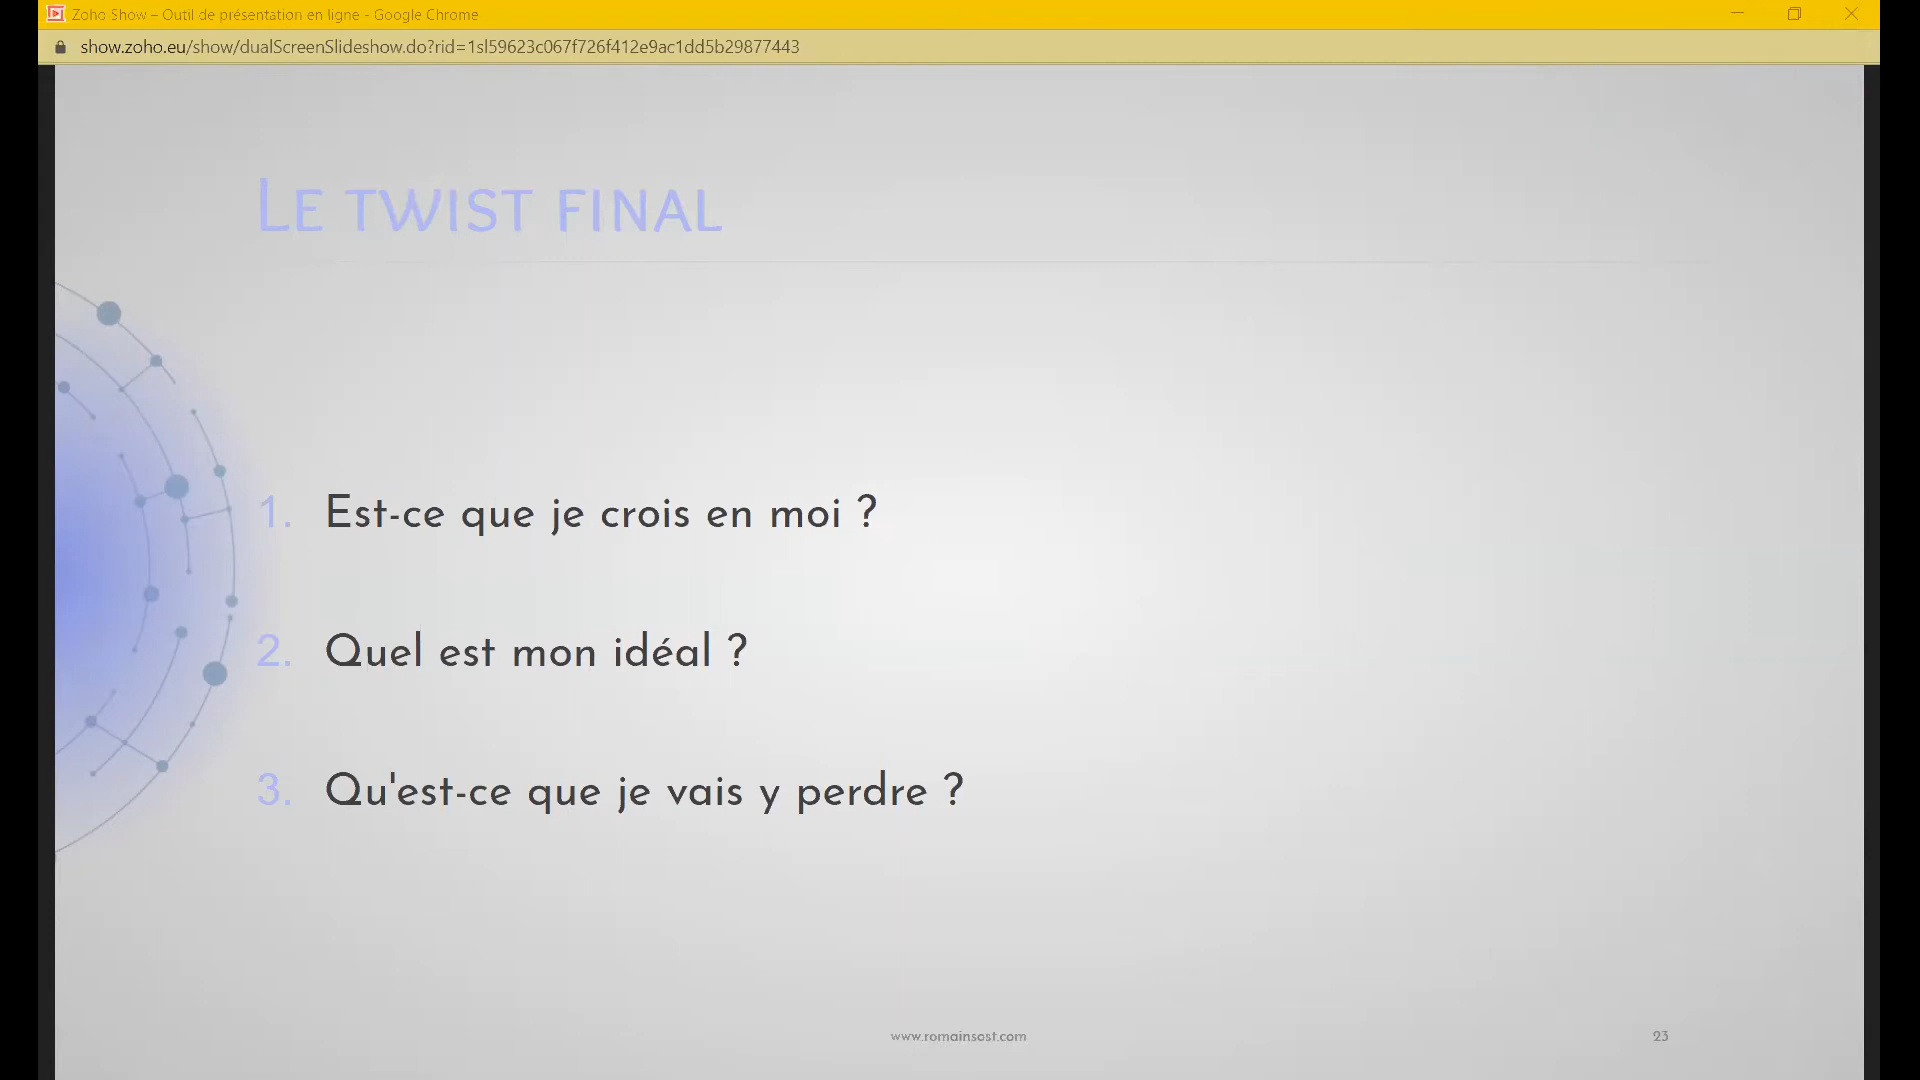 Zoho Show – Outil de présentation en ligne - Google Chrome
show.zoho.eu/show/dualScreenSlideshow.do?rid=1sl59623c067f726f412e9ac1dd5b29877443
LE TWIST FINAL
1. Est-ce que je crois en moi ?
2. Quel est mon idéal ?
3. Qu'est-ce que je vais y perdre ?
www.romainsost.com
23